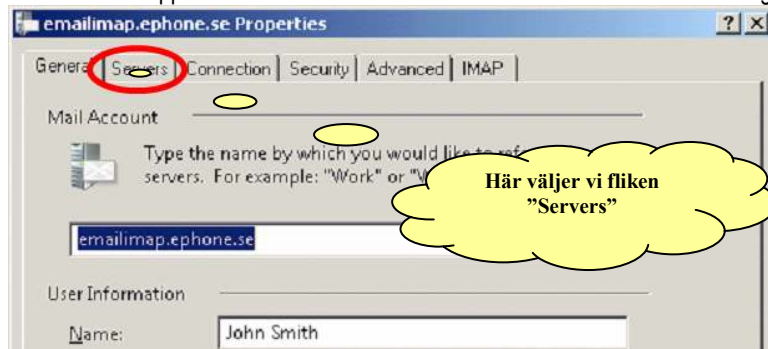 emailimap.ephone.se Properties
General Servers Connection Security Advanced IMAP
Mail Account
Type the name by which you would like to
servers. For example: "Work" or
Här väljer vi fliken
”Servers”
emailimap.ephone.se
User Information
Name: John Smith